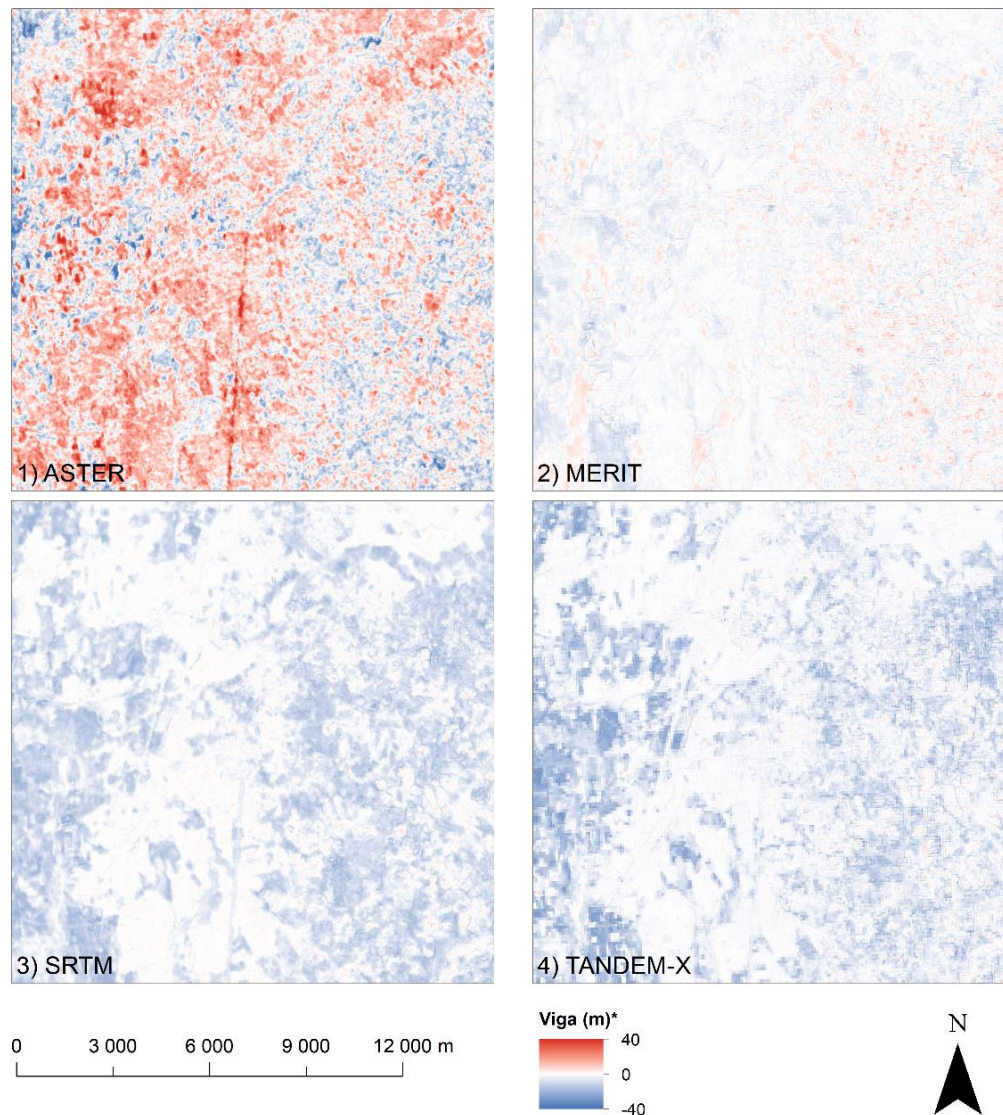 1) ASTER
2) MERIT
3) SRTM
4) TANDEM-X
0 3 000 6 000 9 000 12 000 m
Viga (m)*
40
0
-40
N